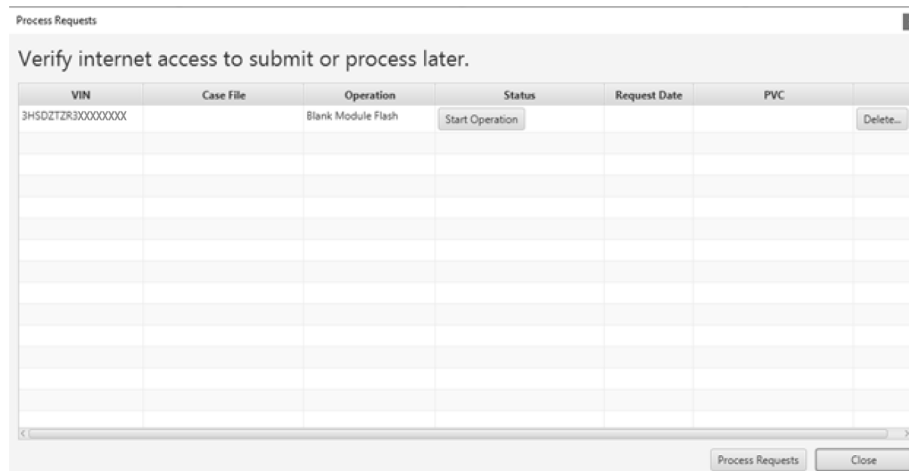 Process Requests
Verify internet access to submit or process later.
VIN Case File Operation Status Request Date PVC
3HSDZTZR3XXXXXXXX Blank Module Flash Start Operation Delete...
Process Requests Close